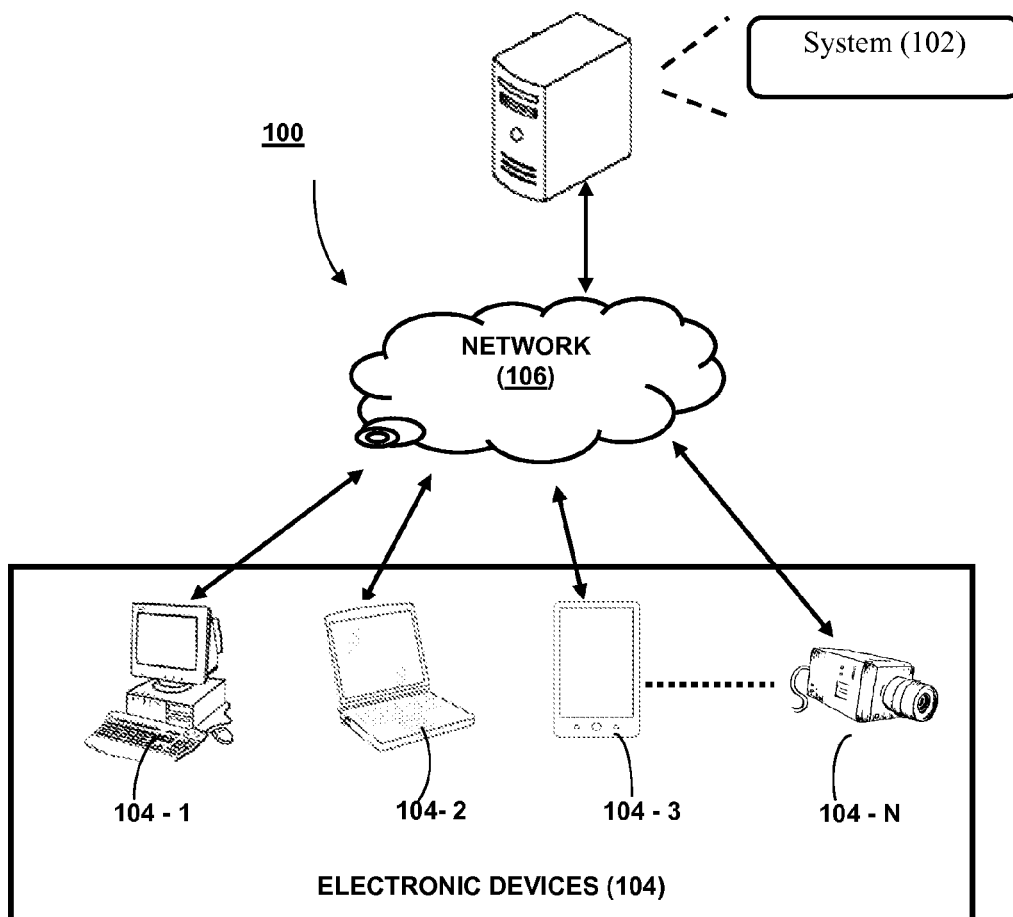 System (102)
100
NETWORK
(106)
104 - 1
104- 2
104 - 3
104 - N
ELECTRONIC DEVICES (104)